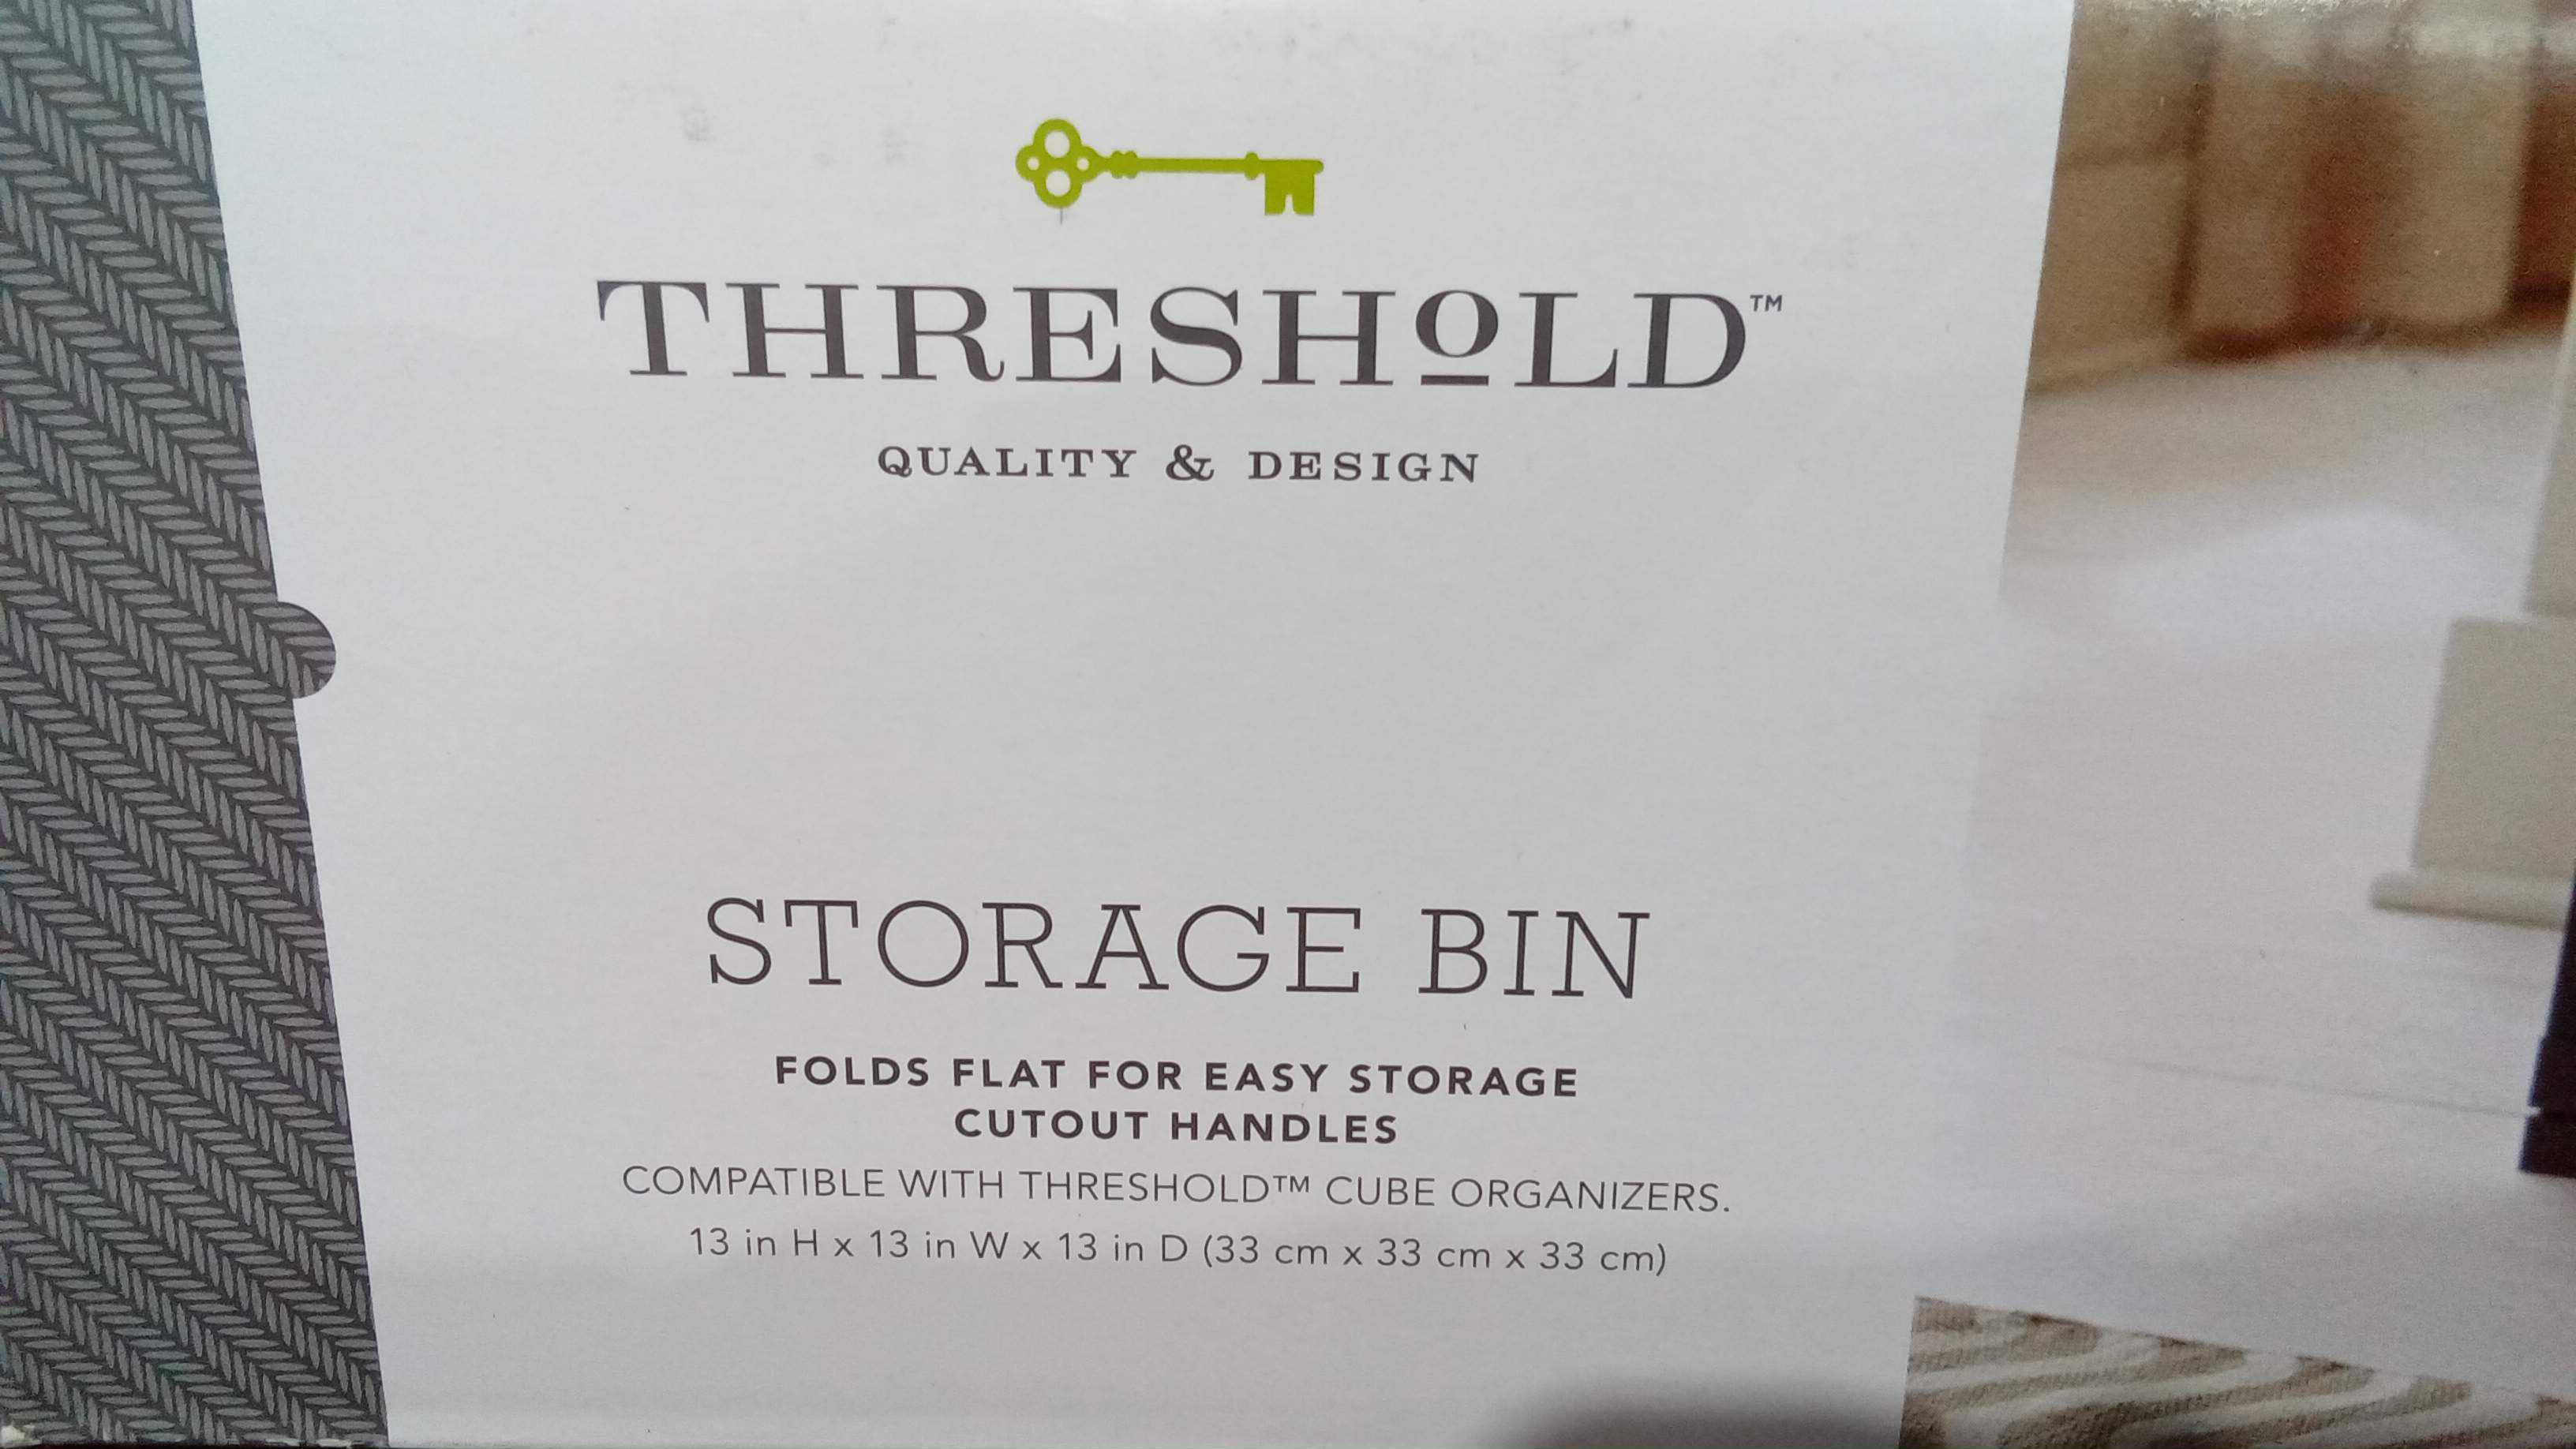 THRESHOLD™
QUALITY & DESIGN
STORAGE BIN
FOLDS FLAT FOR EASY STORAGE
CUTOUT HANDLES
COMPATIBLE WITH THRESHOLD™ CUBE ORGANIZERS.
13 in H x 13 in W x 13 in D (33 cm x 33 cm x 33 cm)